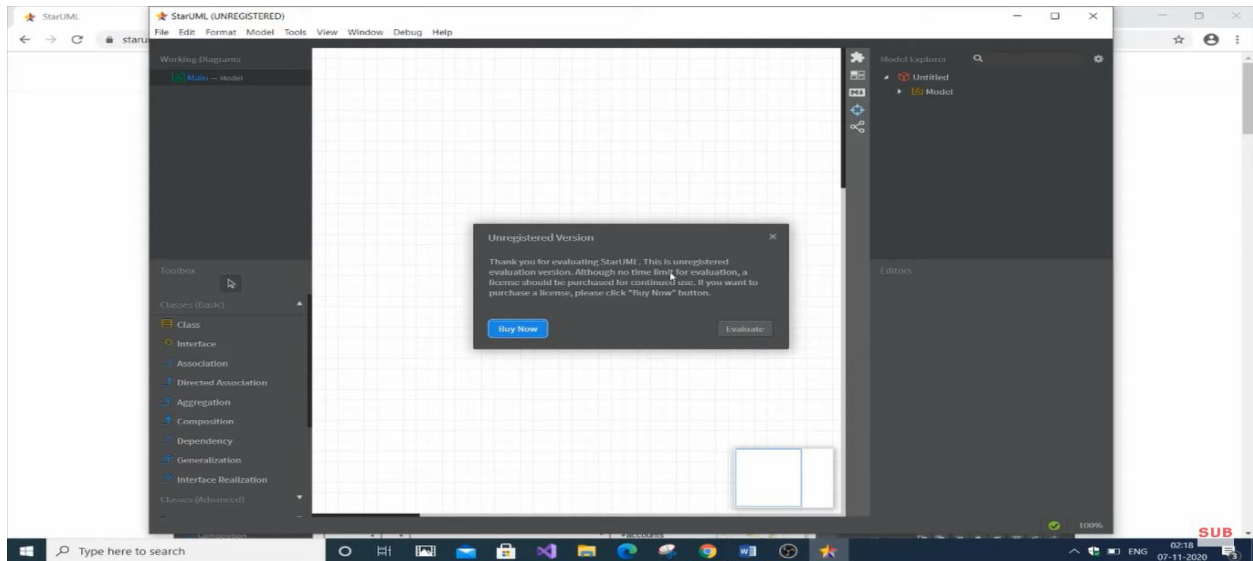 StarUML
StarUML (UNREGISTERED)
staru
File Edit Format Model Tools View Window Debug Help
Working Diagrams
Main — Model
Model Explorer
Untitled
Model
Unregistered Version
Thank you for evaluating StarUML. This is unregistered
evaluation version. Although no time limit for evaluation, a
license should be purchased for continued use. If you want to
purchase a license, please click "Buy Now" button.
Buy Now
Evaluate
Toolbox
Editors
Classes (Basic)
Class
Interface
Association
Directed Association
Aggregation
Composition
Dependency
Generalization
Interface Realization
Classes (Advanced)
100%
Composition
+accounts
SUB
Type here to search
ENG
02:18
07-11-2020
3